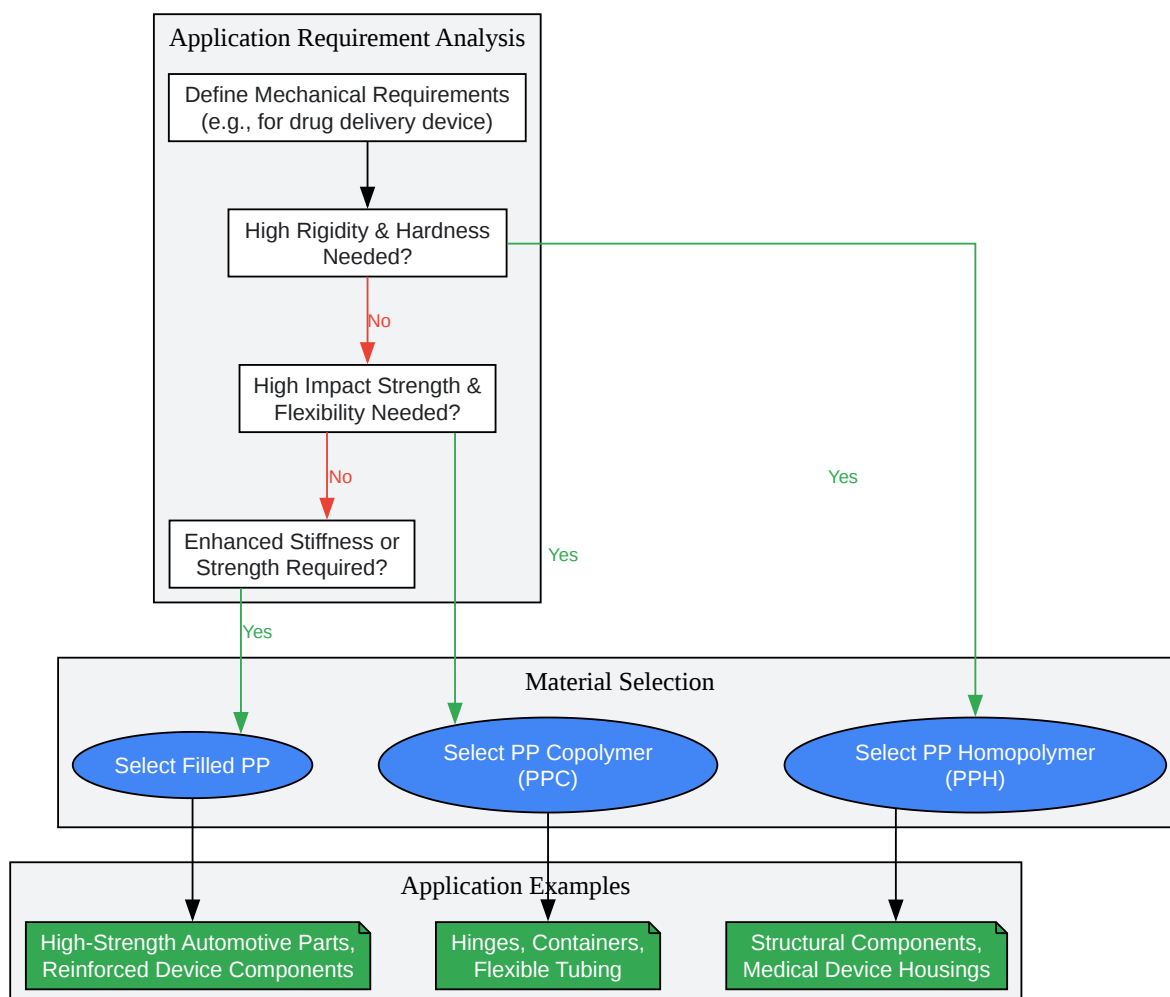 Application Requirement Analysis
Define Mechanical Requirements
(e.g., for drug delivery device)
High Rigidity & Hardness
Needed?
No
High Impact Strength &
Flexibility Needed?
No
Yes
Enhanced Stiffness or
Strength Required?
Yes
Yes
Material Selection
Select Filled PP
Select PP Copolymer
(PPC)
Select PP Homopolymer
(PPH)
Application Examples
High-Strength Automotive Parts,
Reinforced Device Components
Hinges, Containers,
Flexible Tubing
Structural Components,
Medical Device Housings